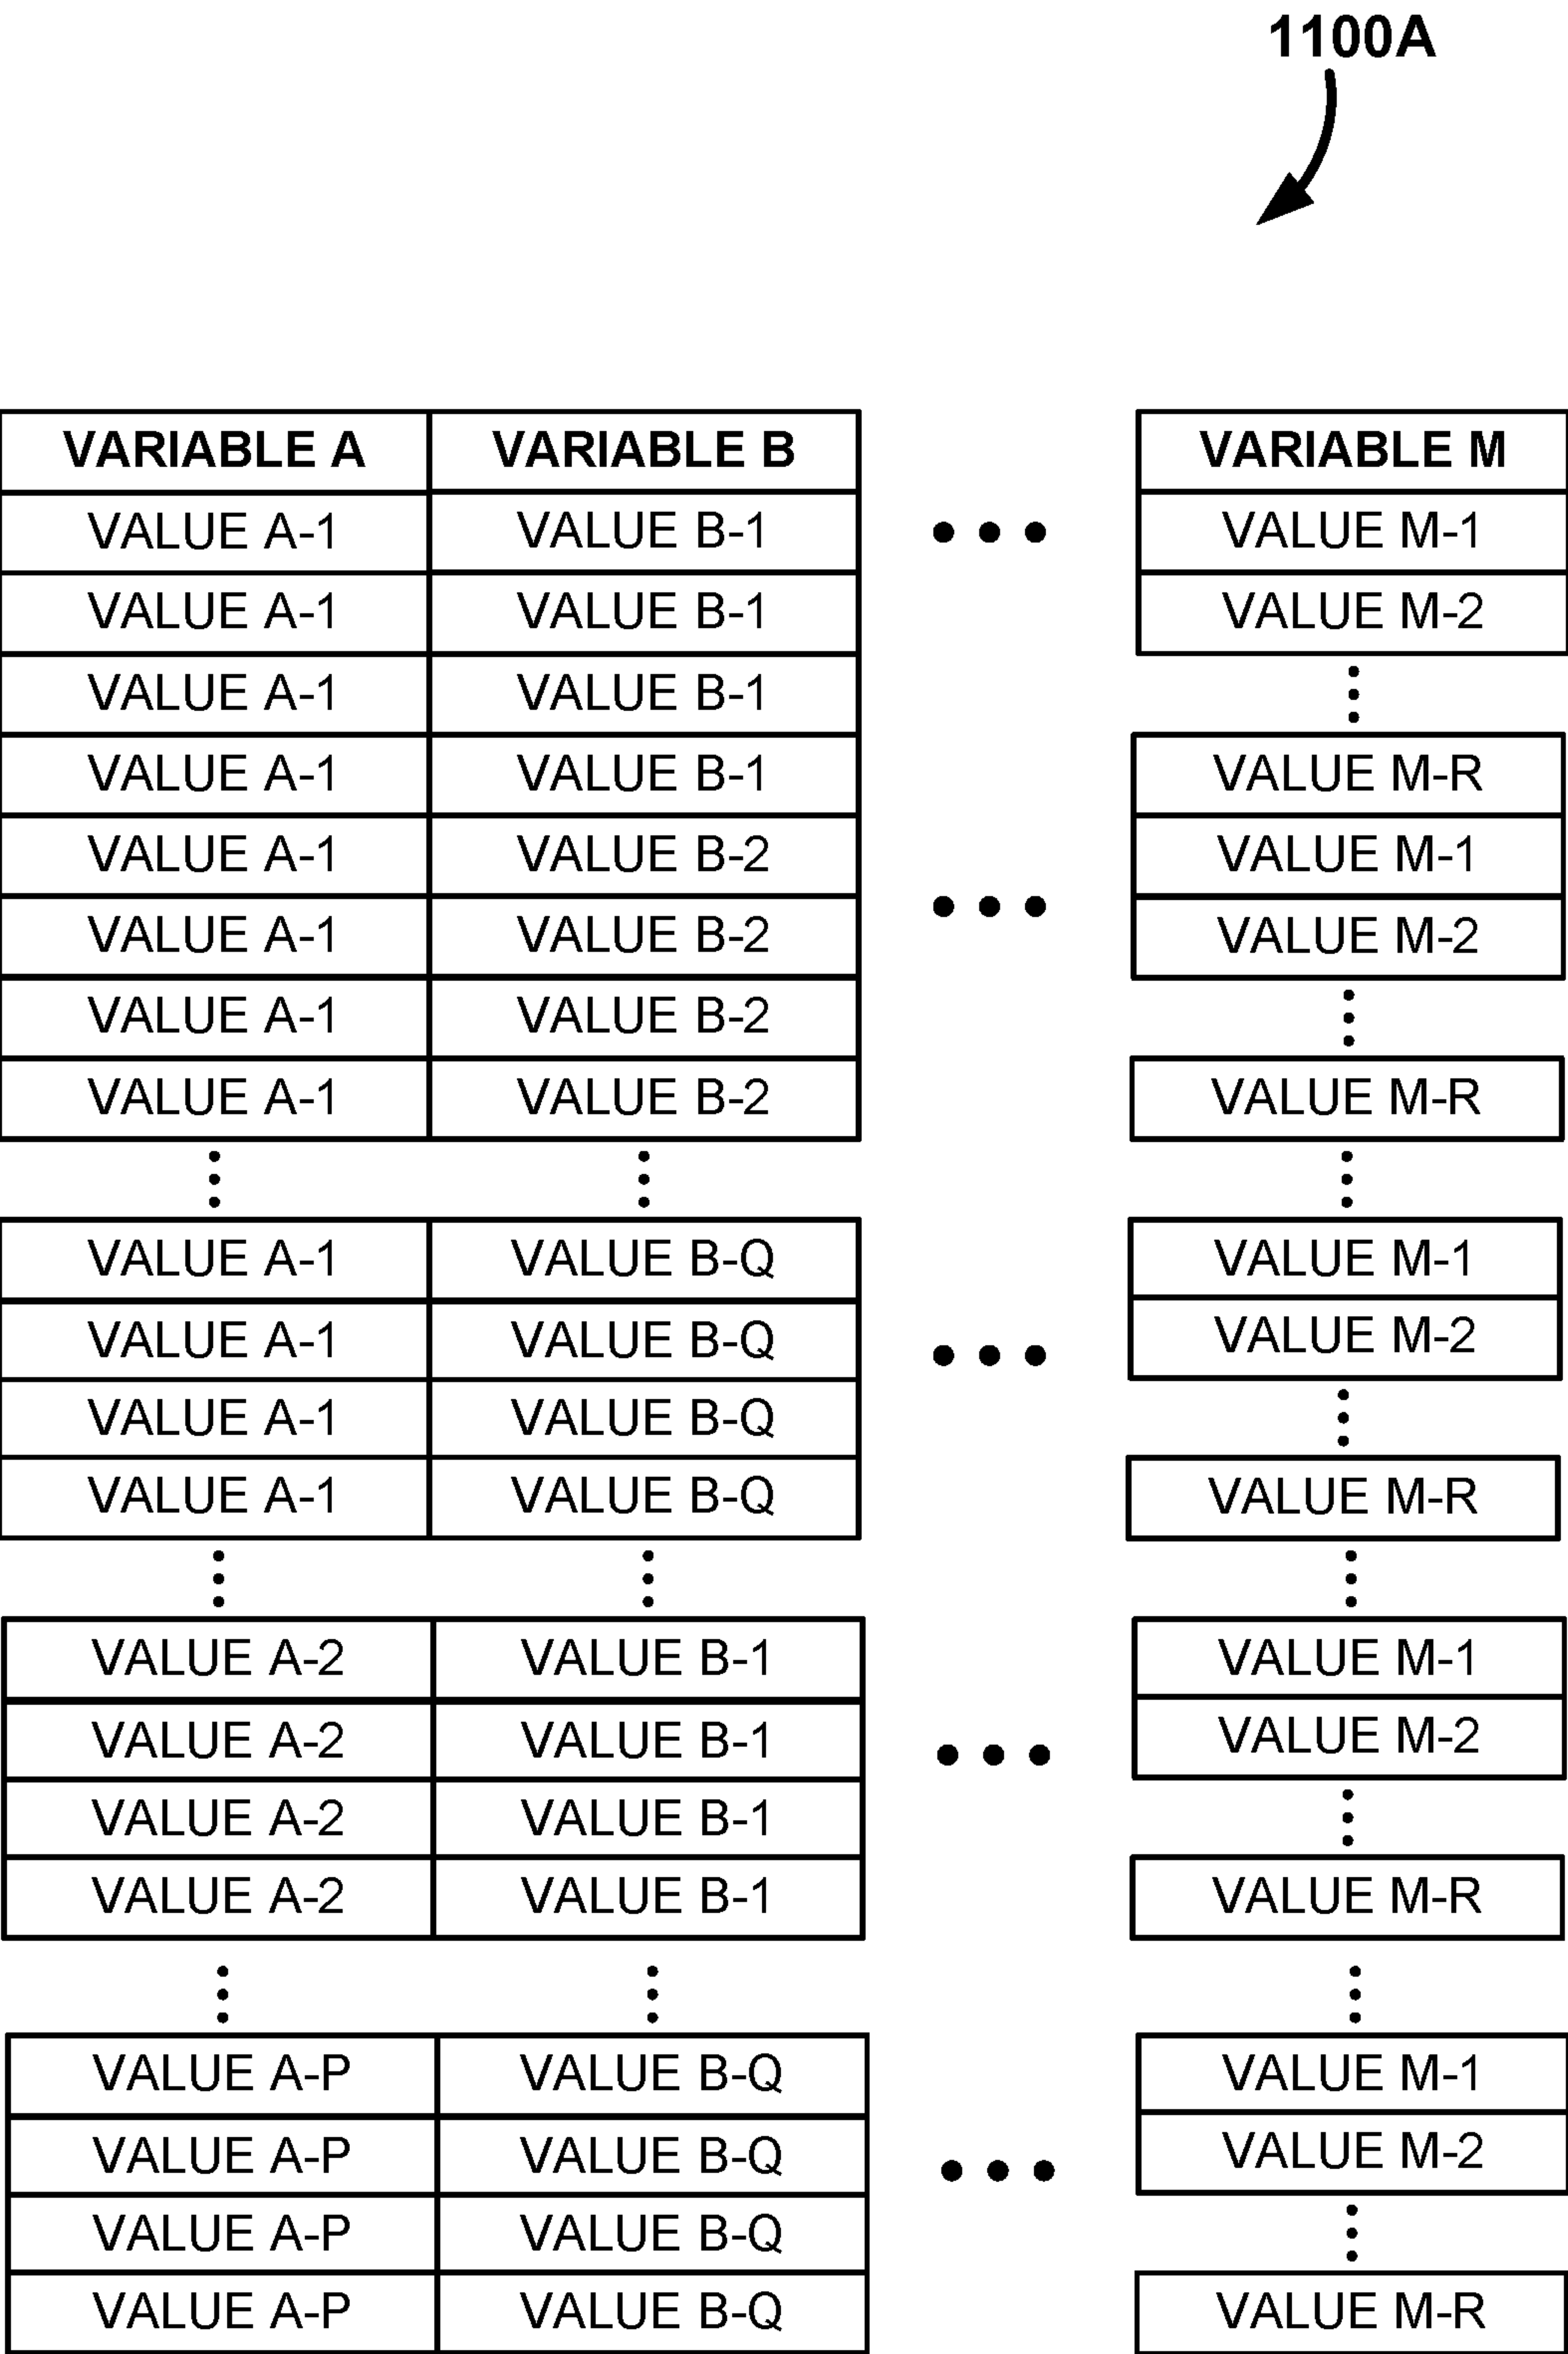 1100A
VARIABLE A VARIABLE B VARIABLE M
VALUE A-1 VALUE B-1 VALUE M-1
VALUE A-1 VALUE B-1 VALUE M-2
VALUE A-1 VALUE B-1
VALUE A-1 VALUE B-1 VALUE M-R
VALUE A-1 VALUE B-2 VALUE M-1
VALUE A-1 VALUE B-2 VALUE M-2
VALUE A-1 VALUE B-2
VALUE A-1 VALUE B-2 VALUE M-R
VALUE A-1 VALUE B-Q VALUE M-1
VALUE A-1 VALUE B-Q VALUE M-2
VALUE A-1 VALUE B-Q
VALUE A-1 VALUE B-Q VALUE M-R
VALUE A-2 VALUE B-1 VALUE M-1
VALUE A-2 VALUE B-1 VALUE M-2
VALUE A-2 VALUE B-1
VALUE A-2 VALUE B-1 VALUE M-R
VALUE A-P VALUE B-Q VALUE M-1
VALUE A-P VALUE B-Q VALUE M-2
VALUE A-P VALUE B-Q
VALUE A-P VALUE B-Q VALUE M-R